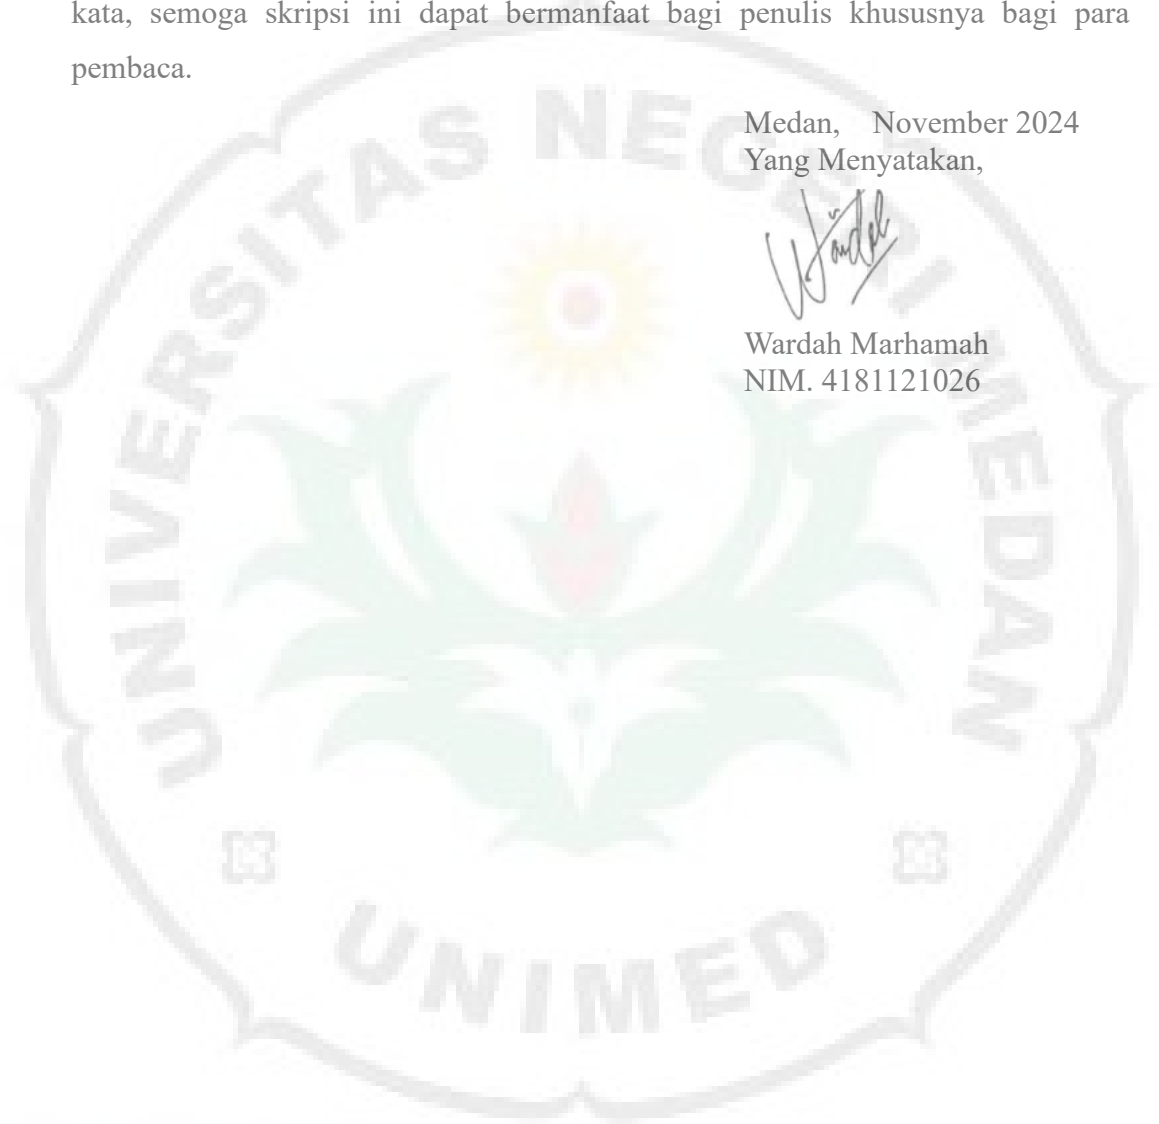 kata, semoga skripsi ini dapat bermanfaat bagi penulis khususnya bagi para
pembaca.
Medan, November 2024
Yang Menyatakan,
Wardah
Wardah Marhamah
NIM. 4181121026
UNIVERSITAS NEGERI MEDAN
UNIMED